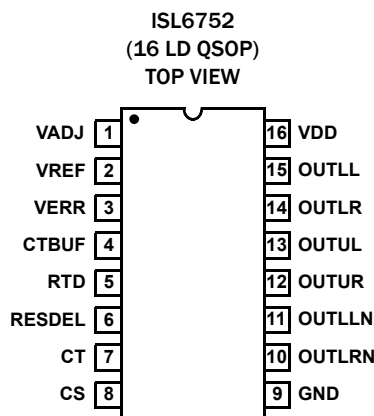 ISL6752
(16 LD QSOP)
TOP VIEW
VADJ 1 16 VDD
VREF 2 15 OUTLL
VERR 3 14 OUTLR
CTBUF 4 13 OUTUL
RTD 5 12 OUTUR
RESDEL 6 11 OUTLLN
CT 7 10 OUTLRN
CS 8 9 GND